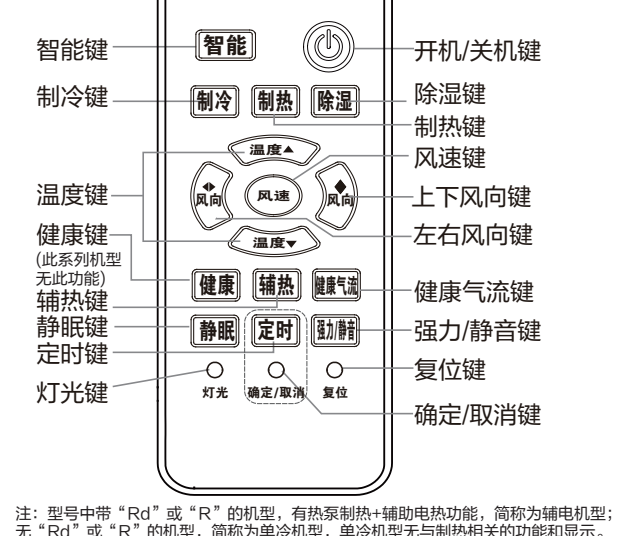 智能键
智能
开机/关机键
制冷键
制冷
制热
除湿
除湿键
制热键
温度▲
风速键
温度键
风向
风速
风向
上下风向键
健康键
(此系列机型
无此功能)
温度▼
左右风向键
健康
辅热
健康气流
健康气流键
辅热键
静眠键
静眠
定时
强力/静音
强力/静音键
定时键
灯光键
灯光
确定/取消
复位
复位键
确定/取消键
注：型号中带“Rd”或“R”的机型，有热泵制热+辅助电热功能，简称为辅电机型；
无“Rd”或“R”的机型，简称为单冷机型，单冷机型无与制热相关的功能和显示。